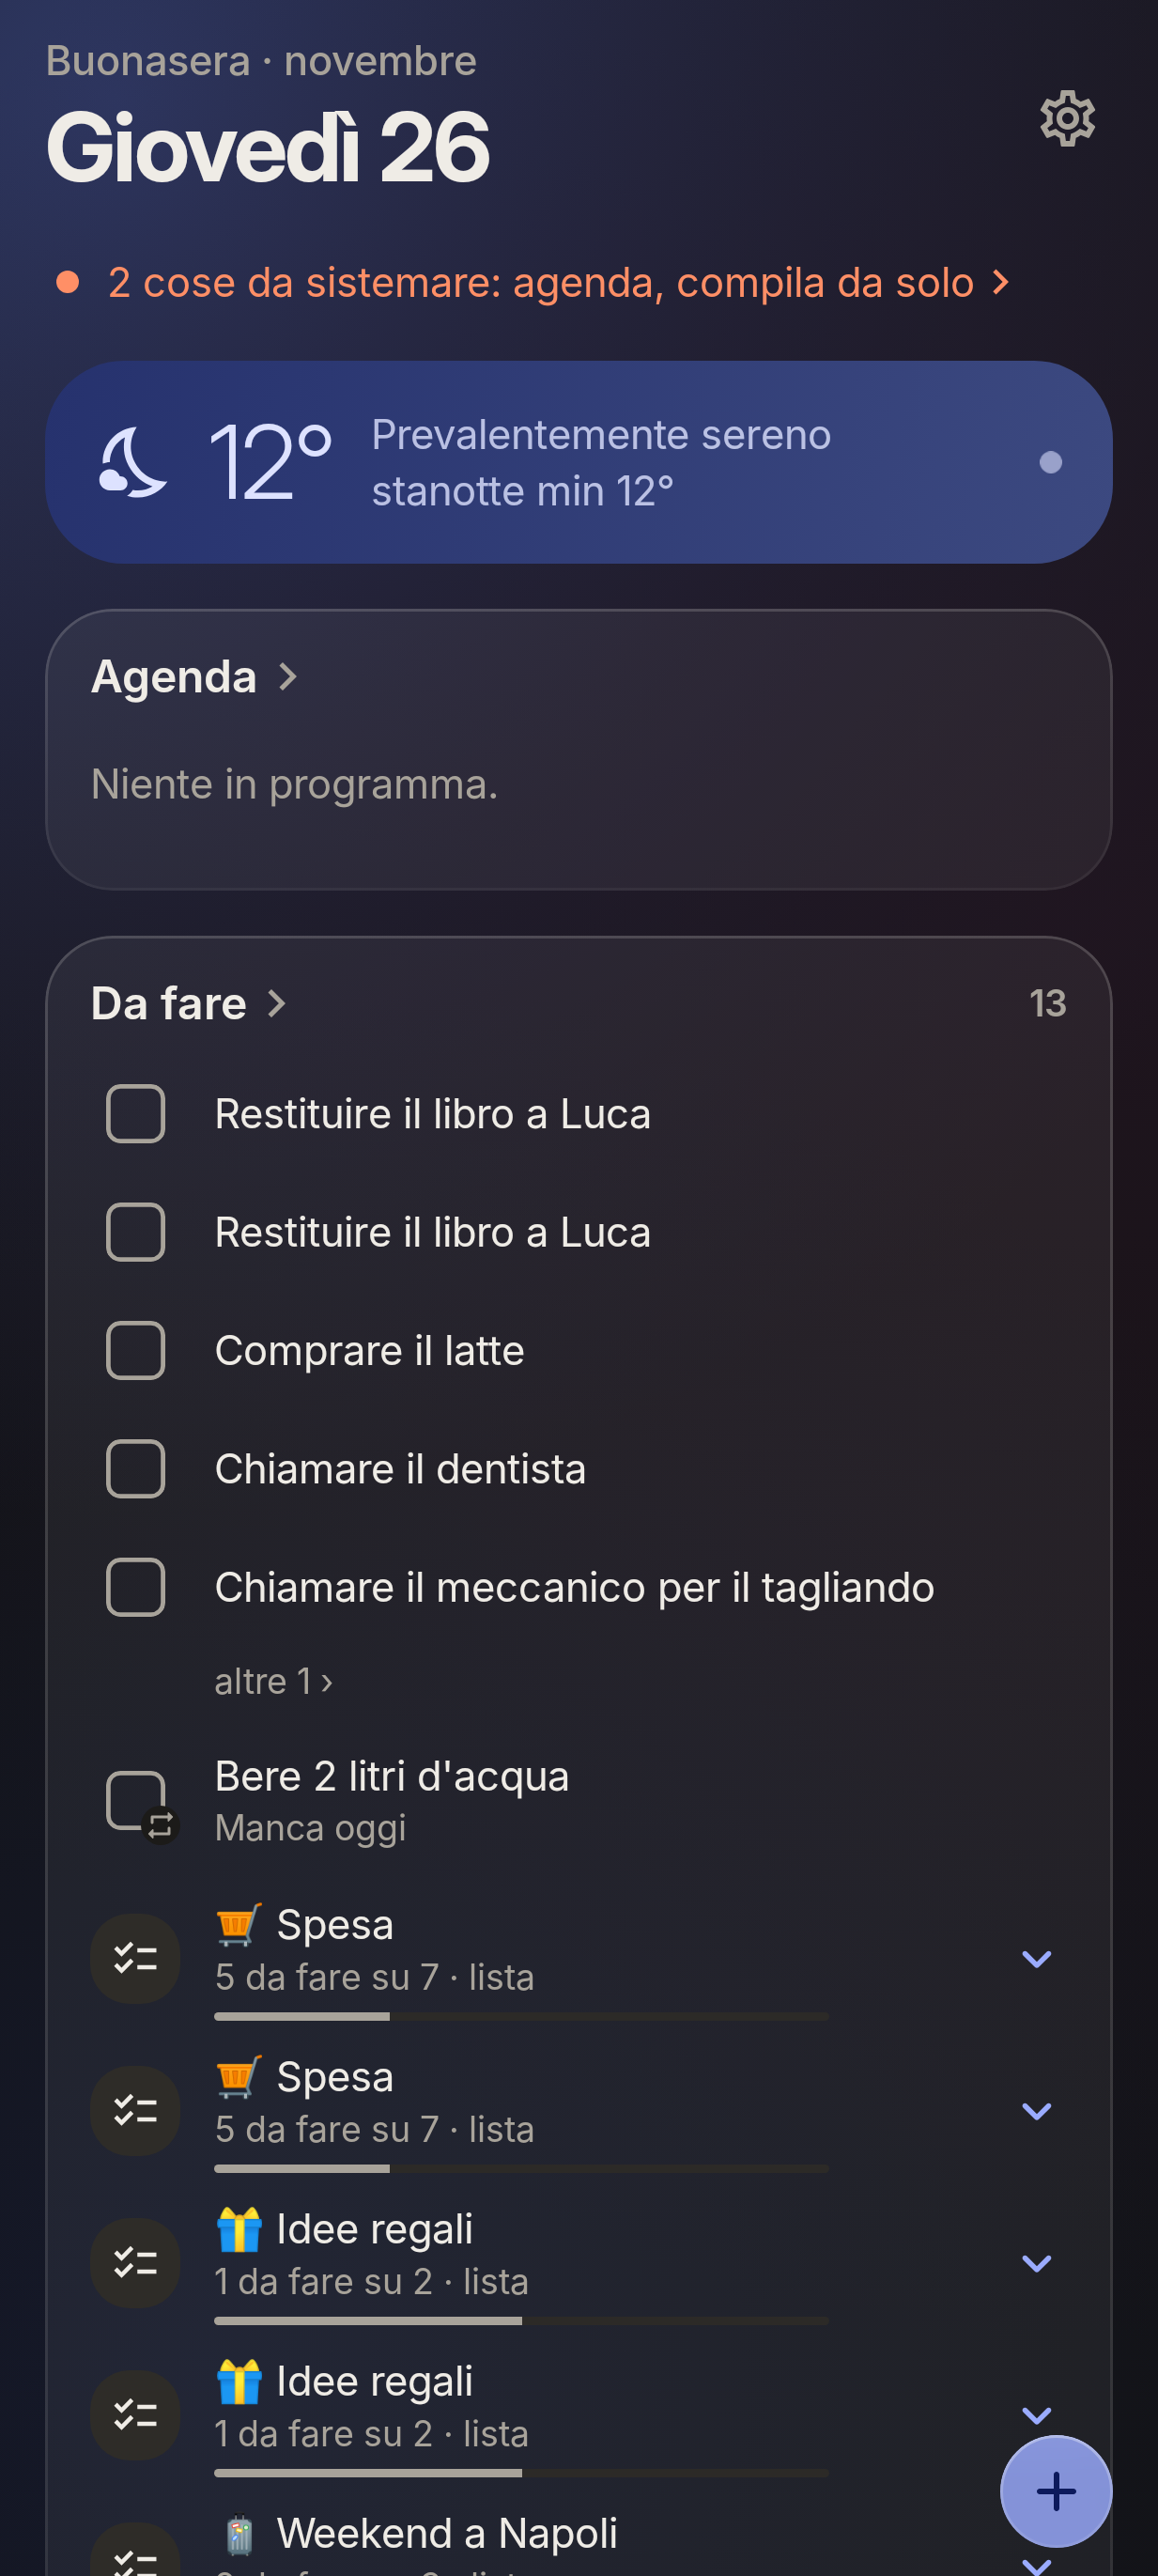 Buonasera · novembre
Giovedì 26
2 cose da sistemare: agenda, compila da solo
12°
Prevalentemente sereno
stanotte min 12°
Agenda
Niente in programma.
Da fare
13
Restituire il libro a Luca
Restituire il libro a Luca
Comprare il latte
Chiamare il dentista
Chiamare il meccanico per il tagliando
altre 1 ›
Bere 2 litri d'acqua
Manca oggi
🛒 Spesa
5 da fare su 7 · lista
🛒 Spesa
5 da fare su 7 · lista
🎁 Idee regali
1 da fare su 2 · lista
🎁 Idee regali
1 da fare su 2 · lista
🧳 Weekend a Napoli